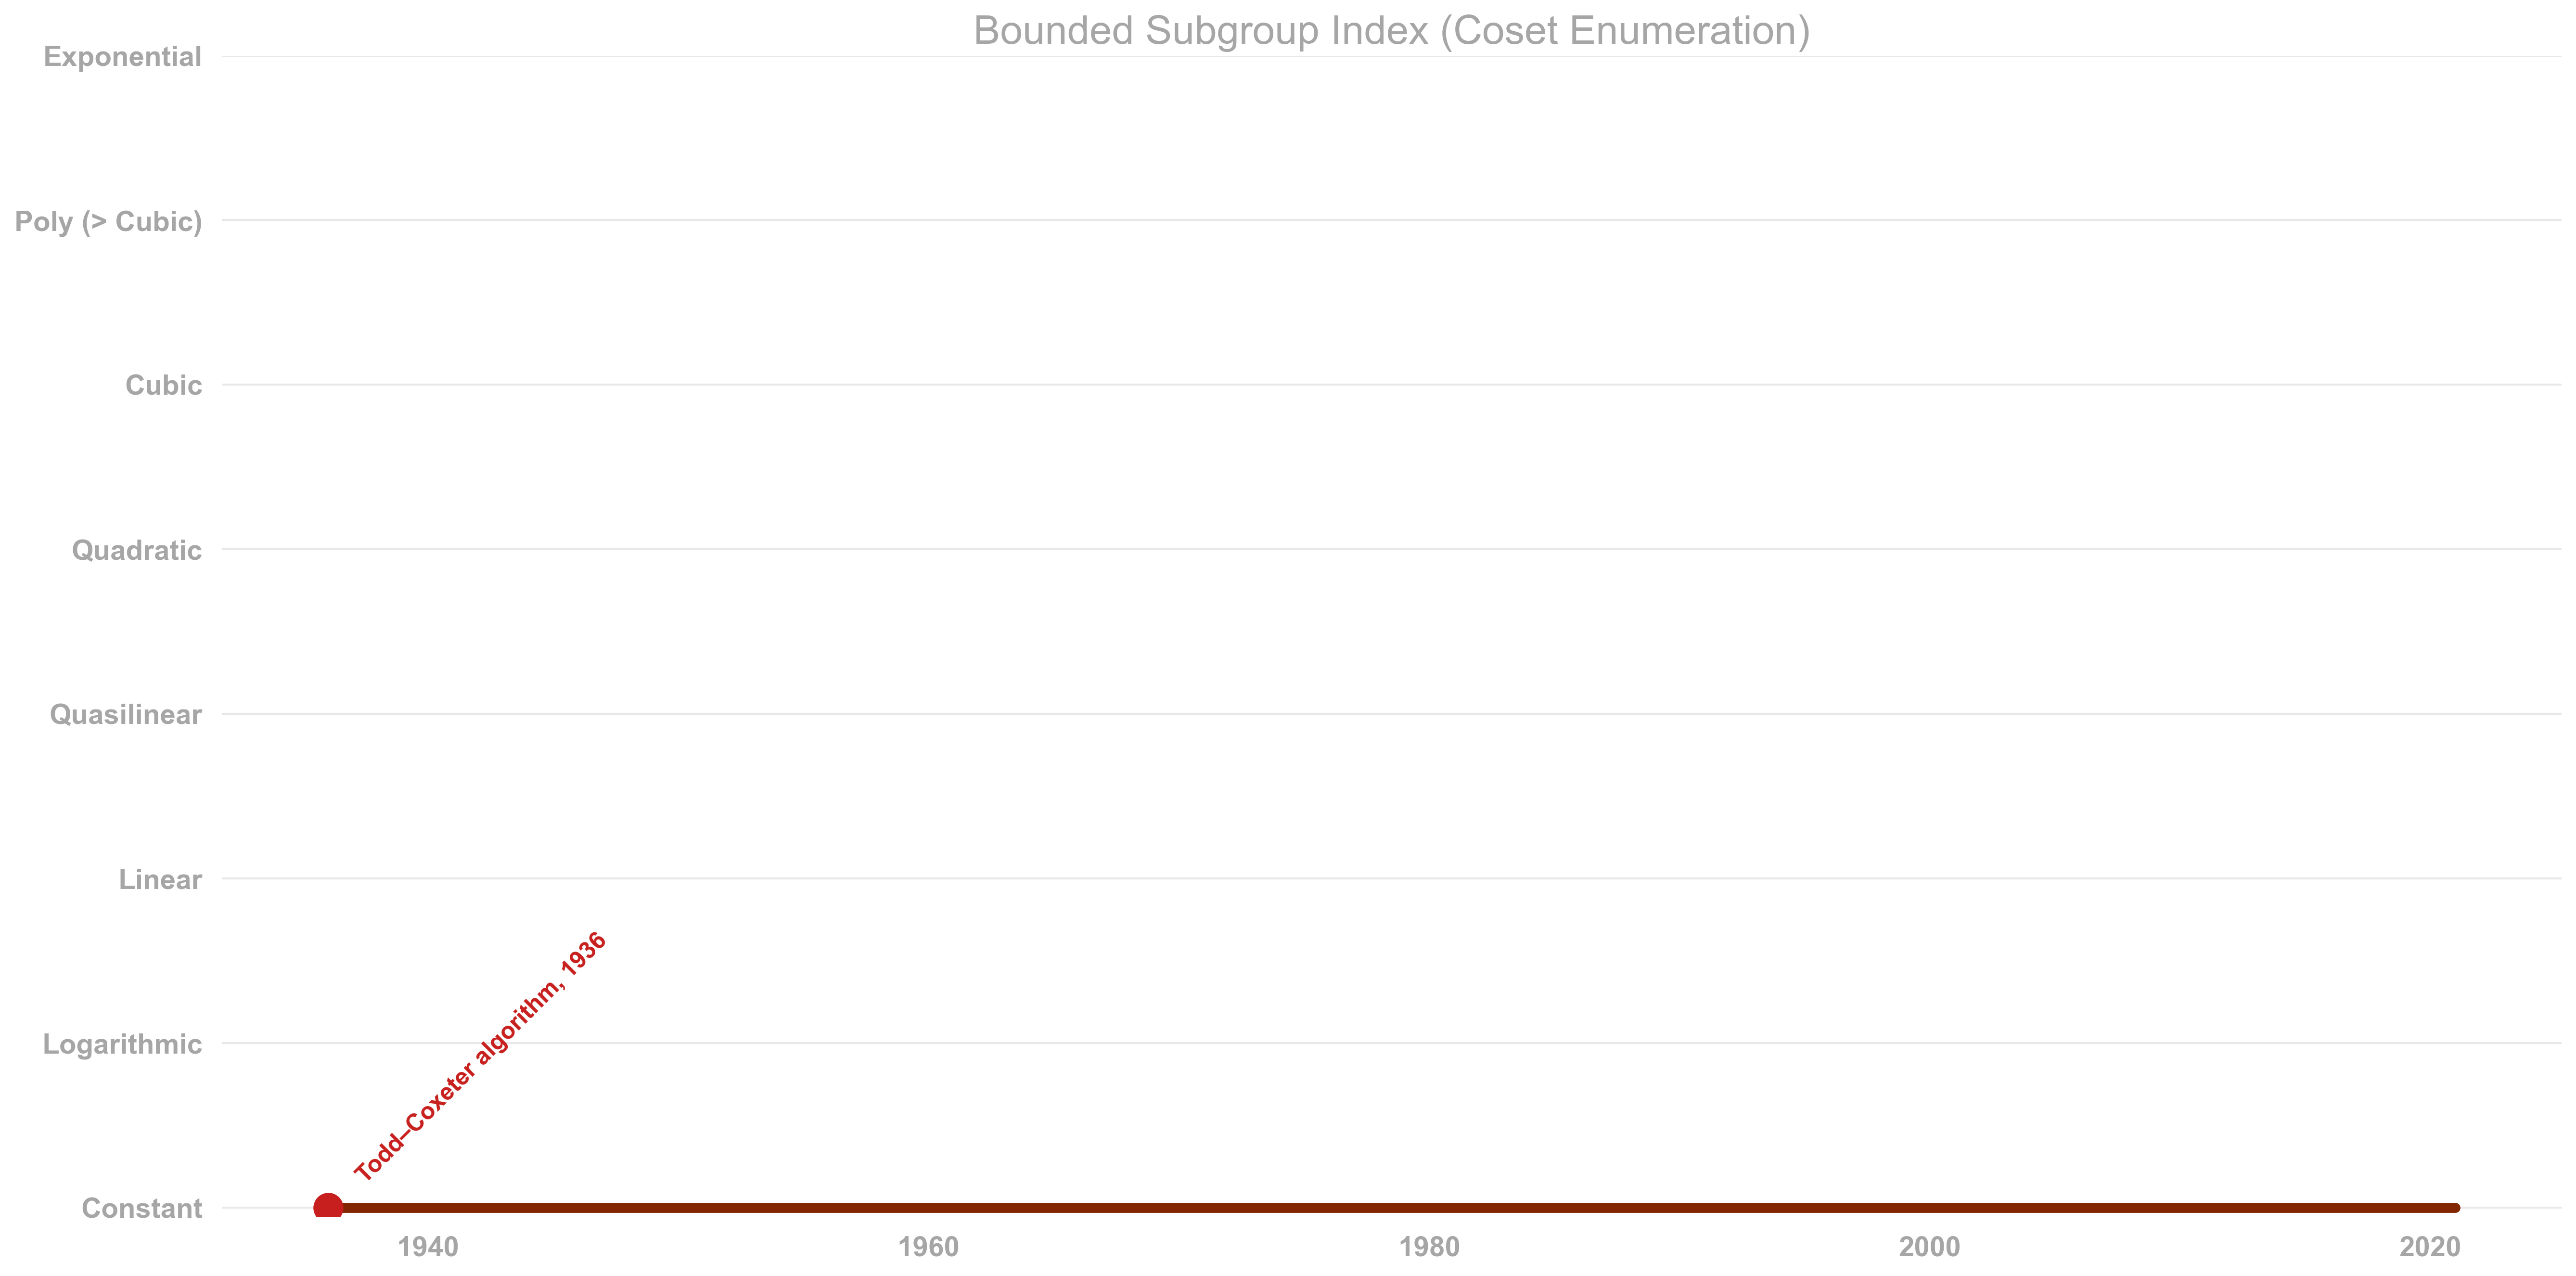 Bounded Subgroup Index (Coset Enumeration)
Exponential
Poly (> Cubic)
Cubic
Quadratic
Quasilinear
Linear
Logarithmic
Constant
Todd–Coxeter algorithm, 1936
1940
1960
1980
2000
2020